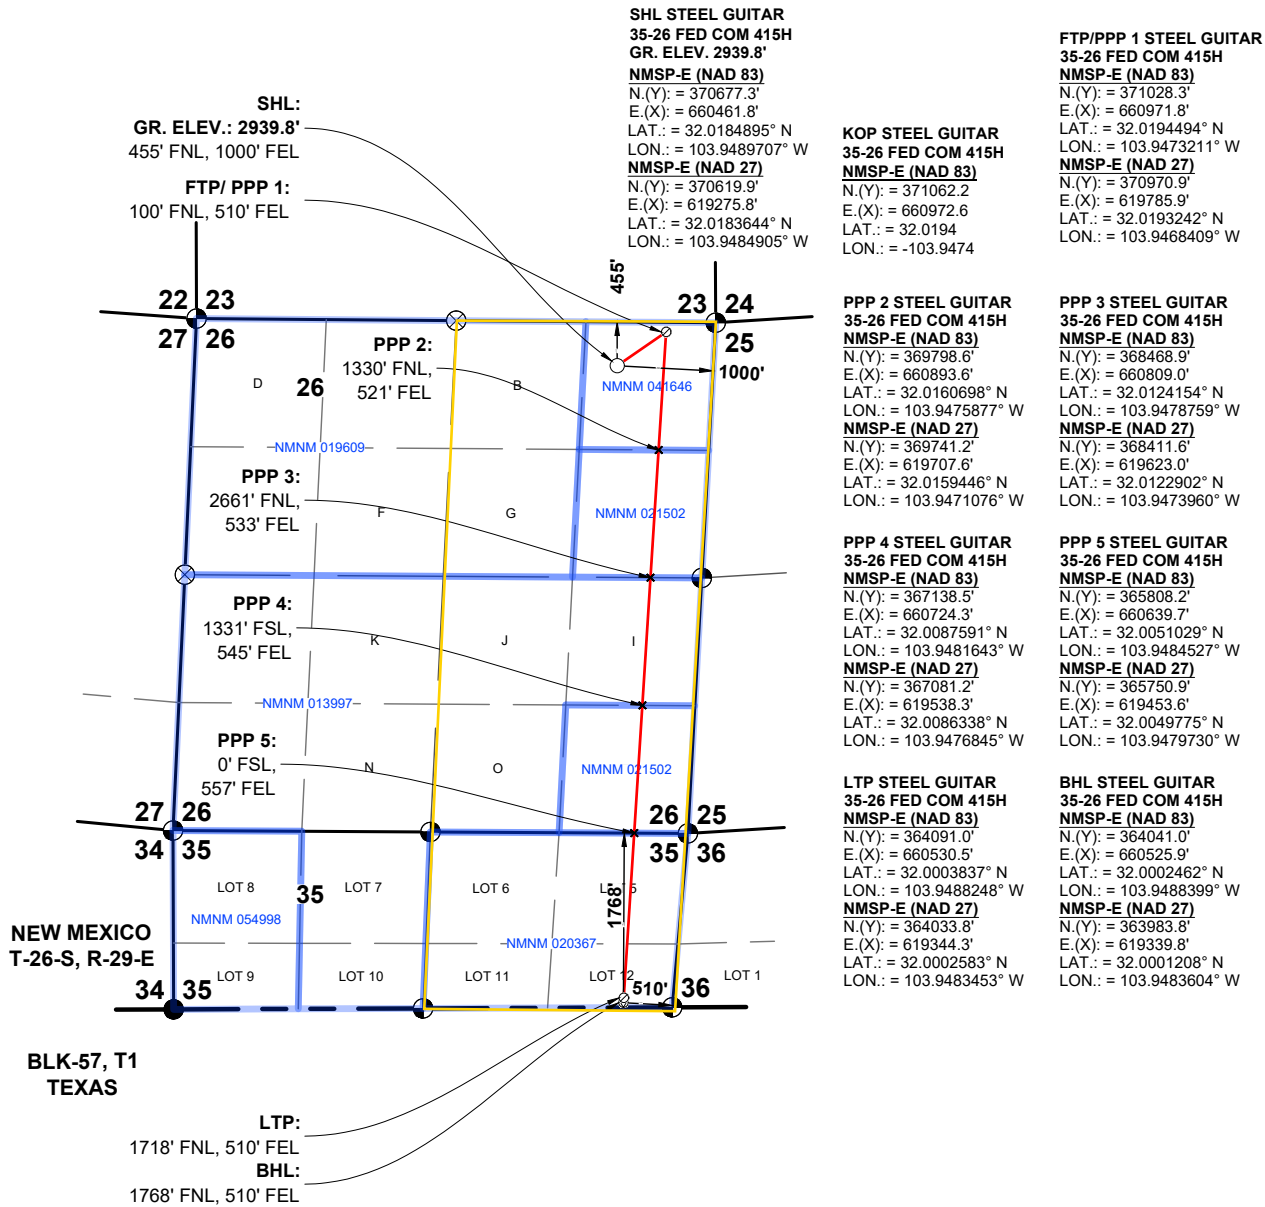 SHL STEEL GUITAR
35-26 FED COM 415H
GR. ELEV. 2939.8'
NMSP-E (NAD 83)
N.(Y): = 370677.3'
E.(X): = 660461.8'
LAT.: = 32.0184895° N
LON.: = 103.9489707° W
NMSP-E (NAD 27)
N.(Y): = 370619.9'
E.(X): = 619275.8'
LAT.: = 32.0183644° N
LON.: = 103.9484905° W
KOP STEEL GUITAR
35-26 FED COM 415H
NMSP-E (NAD 83)
N.(Y): = 371062.2
E.(X): = 660972.6
LAT.: = 32.0194
LON.: = -103.9474
FTP/PPP 1 STEEL GUITAR
35-26 FED COM 415H
NMSP-E (NAD 83)
N.(Y): = 371028.3'
E.(X): = 660971.8'
LAT.: = 32.0194494° N
LON.: = 103.9473211° W
NMSP-E (NAD 27)
N.(Y): = 370970.9'
E.(X): = 619785.9'
LAT.: = 32.0193242° N
LON.: = 103.9468409° W
PPP 2 STEEL GUITAR
35-26 FED COM 415H
NMSP-E (NAD 83)
N.(Y): = 369798.6'
E.(X): = 660893.6'
LAT.: = 32.0160698° N
LON.: = 103.9475877° W
NMSP-E (NAD 27)
N.(Y): = 369741.2'
E.(X): = 619707.6'
LAT.: = 32.0159446° N
LON.: = 103.9471076° W
PPP 3 STEEL GUITAR
35-26 FED COM 415H
NMSP-E (NAD 83)
N.(Y): = 368468.9'
E.(X): = 660809.0'
LAT.: = 32.0124154° N
LON.: = 103.9478759° W
NMSP-E (NAD 27)
N.(Y): = 368411.6'
E.(X): = 619623.0'
LAT.: = 32.0122902° N
LON.: = 103.9473960° W
PPP 4 STEEL GUITAR
35-26 FED COM 415H
NMSP-E (NAD 83)
N.(Y): = 367138.5'
E.(X): = 660724.3'
LAT.: = 32.0087591° N
LON.: = 103.9481643° W
NMSP-E (NAD 27)
N.(Y): = 367081.2'
E.(X): = 619538.3'
LAT.: = 32.0086338° N
LON.: = 103.9476845° W
PPP 5 STEEL GUITAR
35-26 FED COM 415H
NMSP-E (NAD 83)
N.(Y): = 365808.2'
E.(X): = 660639.7'
LAT.: = 32.0051029° N
LON.: = 103.9484527° W
NMSP-E (NAD 27)
N.(Y): = 365750.9'
E.(X): = 619453.6'
LAT.: = 32.0049775° N
LON.: = 103.9479730° W
LTP STEEL GUITAR
35-26 FED COM 415H
NMSP-E (NAD 83)
N.(Y): = 364091.0'
E.(X): = 660530.5'
LAT.: = 32.0003837° N
LON.: = 103.9488248° W
NMSP-E (NAD 27)
N.(Y): = 364033.8'
E.(X): = 619344.3'
LAT.: = 32.0002583° N
LON.: = 103.9483453° W
BHL STEEL GUITAR
35-26 FED COM 415H
NMSP-E (NAD 83)
N.(Y): = 364041.0'
E.(X): = 660525.9'
LAT.: = 32.0002462° N
LON.: = 103.9488399° W
NMSP-E (NAD 27)
N.(Y): = 363983.8'
E.(X): = 619339.8'
LAT.: = 32.0001208° N
LON.: = 103.9483604° W
SHL:
GR. ELEV.: 2939.8'
455' FNL, 1000' FEL
FTP/ PPP 1:
100' FNL, 510' FEL
455'
22 23
27 26
23 24
25
1000'
PPP 2:
1330' FNL,
521' FEL
D
26
B
NMNM 041646
NMNM 019609
PPP 3:
2661' FNL,
533' FEL
F
G
NMNM 021502
PPP 4:
1331' FSL,
545' FEL
K
J
I
NMNM 013997
PPP 5:
0' FSL,
557' FEL
N
O
NMNM 021502
27 26
34 35
26 25
35 36
LOT 8
35
LOT 7
LOT 6
LOT 5
1768'
NMNM 054998
NMNM 020367
NEW MEXICO
T-26-S, R-29-E
LOT 9
LOT 10
LOT 11
LOT 12
LOT 1
510'
34 35
36
BLK-57, T1
TEXAS
LTP:
1718' FNL, 510' FEL
BHL:
1768' FNL, 510' FEL